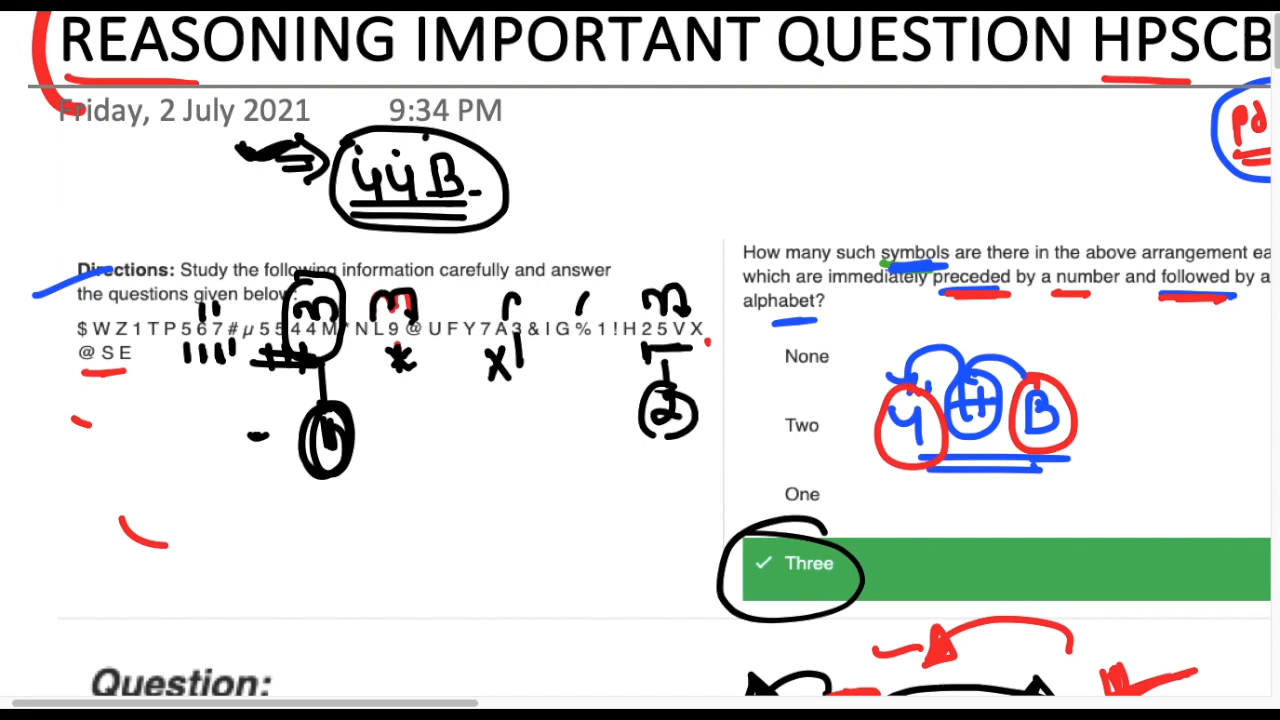 REASONING IMPORTANT QUESTION HPSCB
Friday, 2 July 2021 9:34 PM
pd
44B
Directions: Study the following information carefully and answer
the questions given below:
$ W Z 1 T P 5 6 7 # µ 5 5 4 4 M * N L 9 @ U F Y 7 A 3 & I G % 1 ! H 2 5 V X
@ S E
2
How many such symbols are there in the above arrangement ea
which are immediately preceded by a number and followed by a
alphabet?
None
4 # B
Two
One
✓ Three
Question: